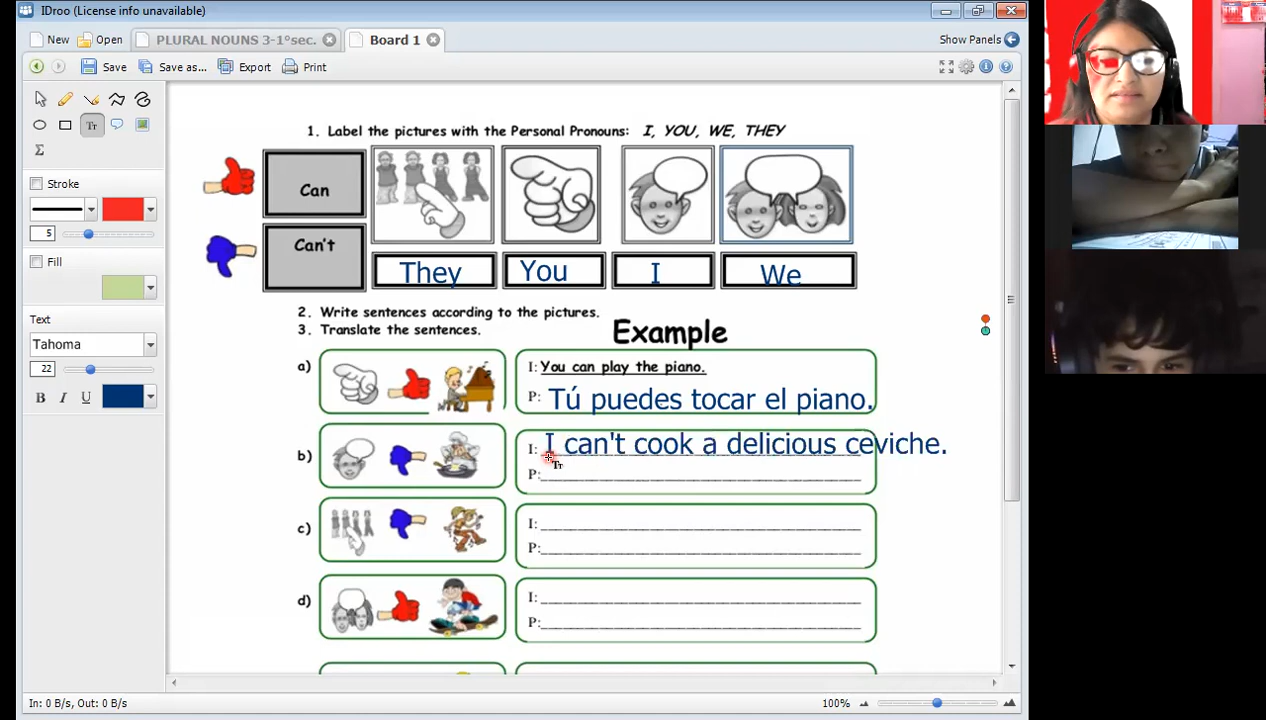 IDroo (License info unavailable)
New Open PLURAL NOUNS 3-1°sec. Board 1 Show Panels
Save Save as... Export Print
Stroke
5
Fill
Text
Tahoma
22
B I U
1. Label the pictures with the Personal Pronouns: I, YOU, WE, THEY
Can
Can't
They You I We
2. Write sentences according to the pictures.
3. Translate the sentences.
Example
a) I: You can play the piano.
P: Tú puedes tocar el piano.
b) I: I can't cook a delicious ceviche.
P:
c) I:
P:
d) I:
P:
In: 0 B/s, Out: 0 B/s 100%